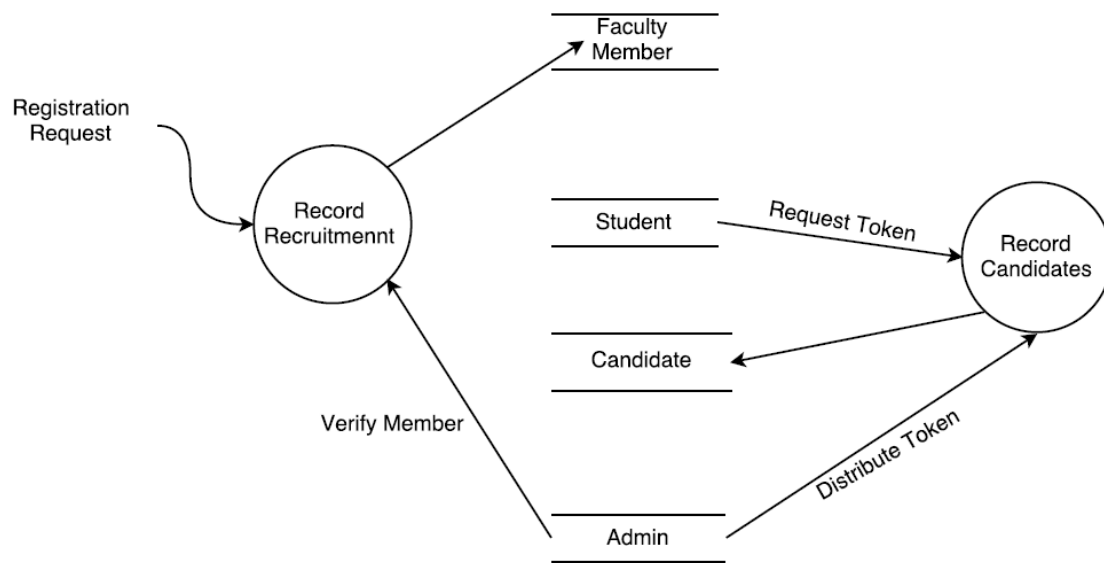 Faculty
Member
Registration
Request
Record
Recruitmennt
Student
Request Token
Record
Candidates
Candidate
Verify Member
Distribute Token
Admin